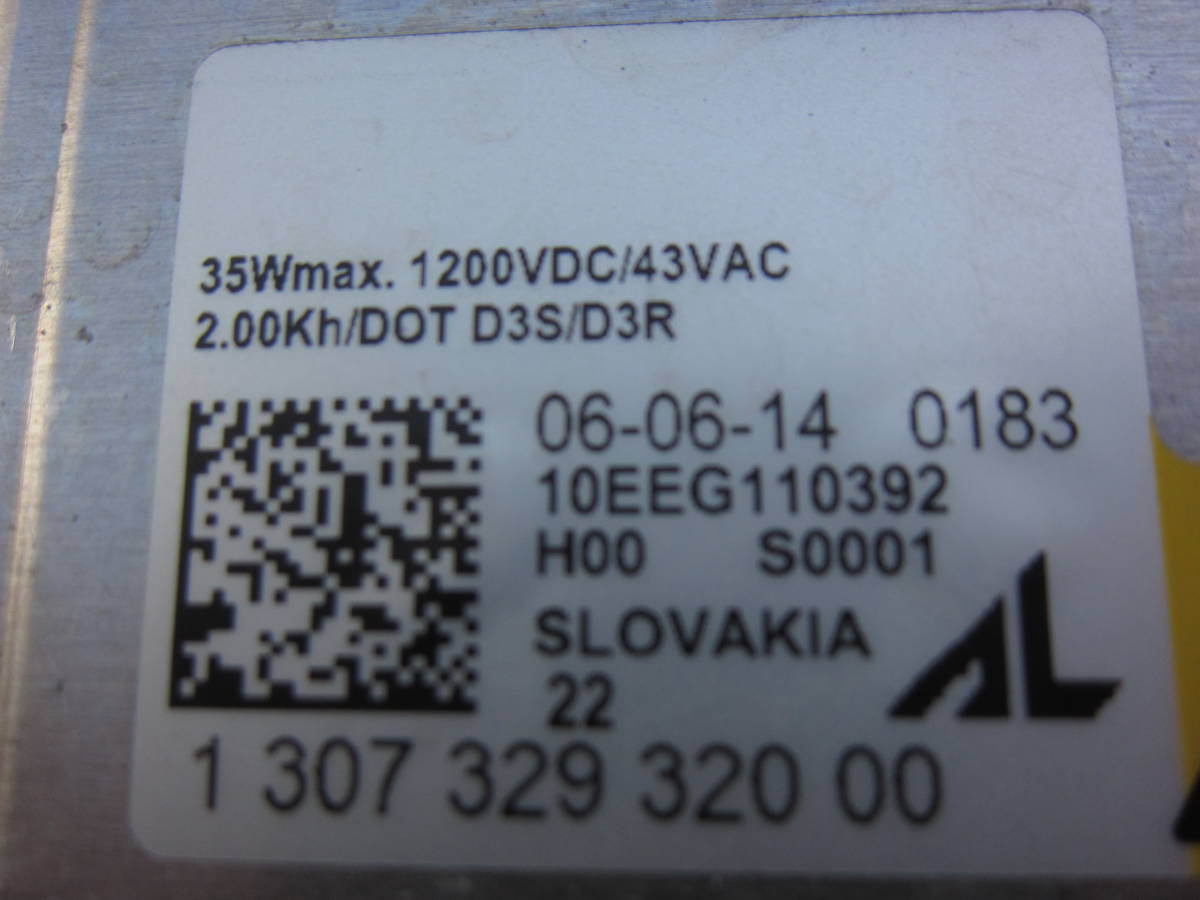 35Wmax. 1200VDC/43VAC
2.00Kh/DOT D3S/D3R
06-06-14 0183
10EEG110392
H00 S0001
SLOVAKIA
22
AL
1 307 329 320 00